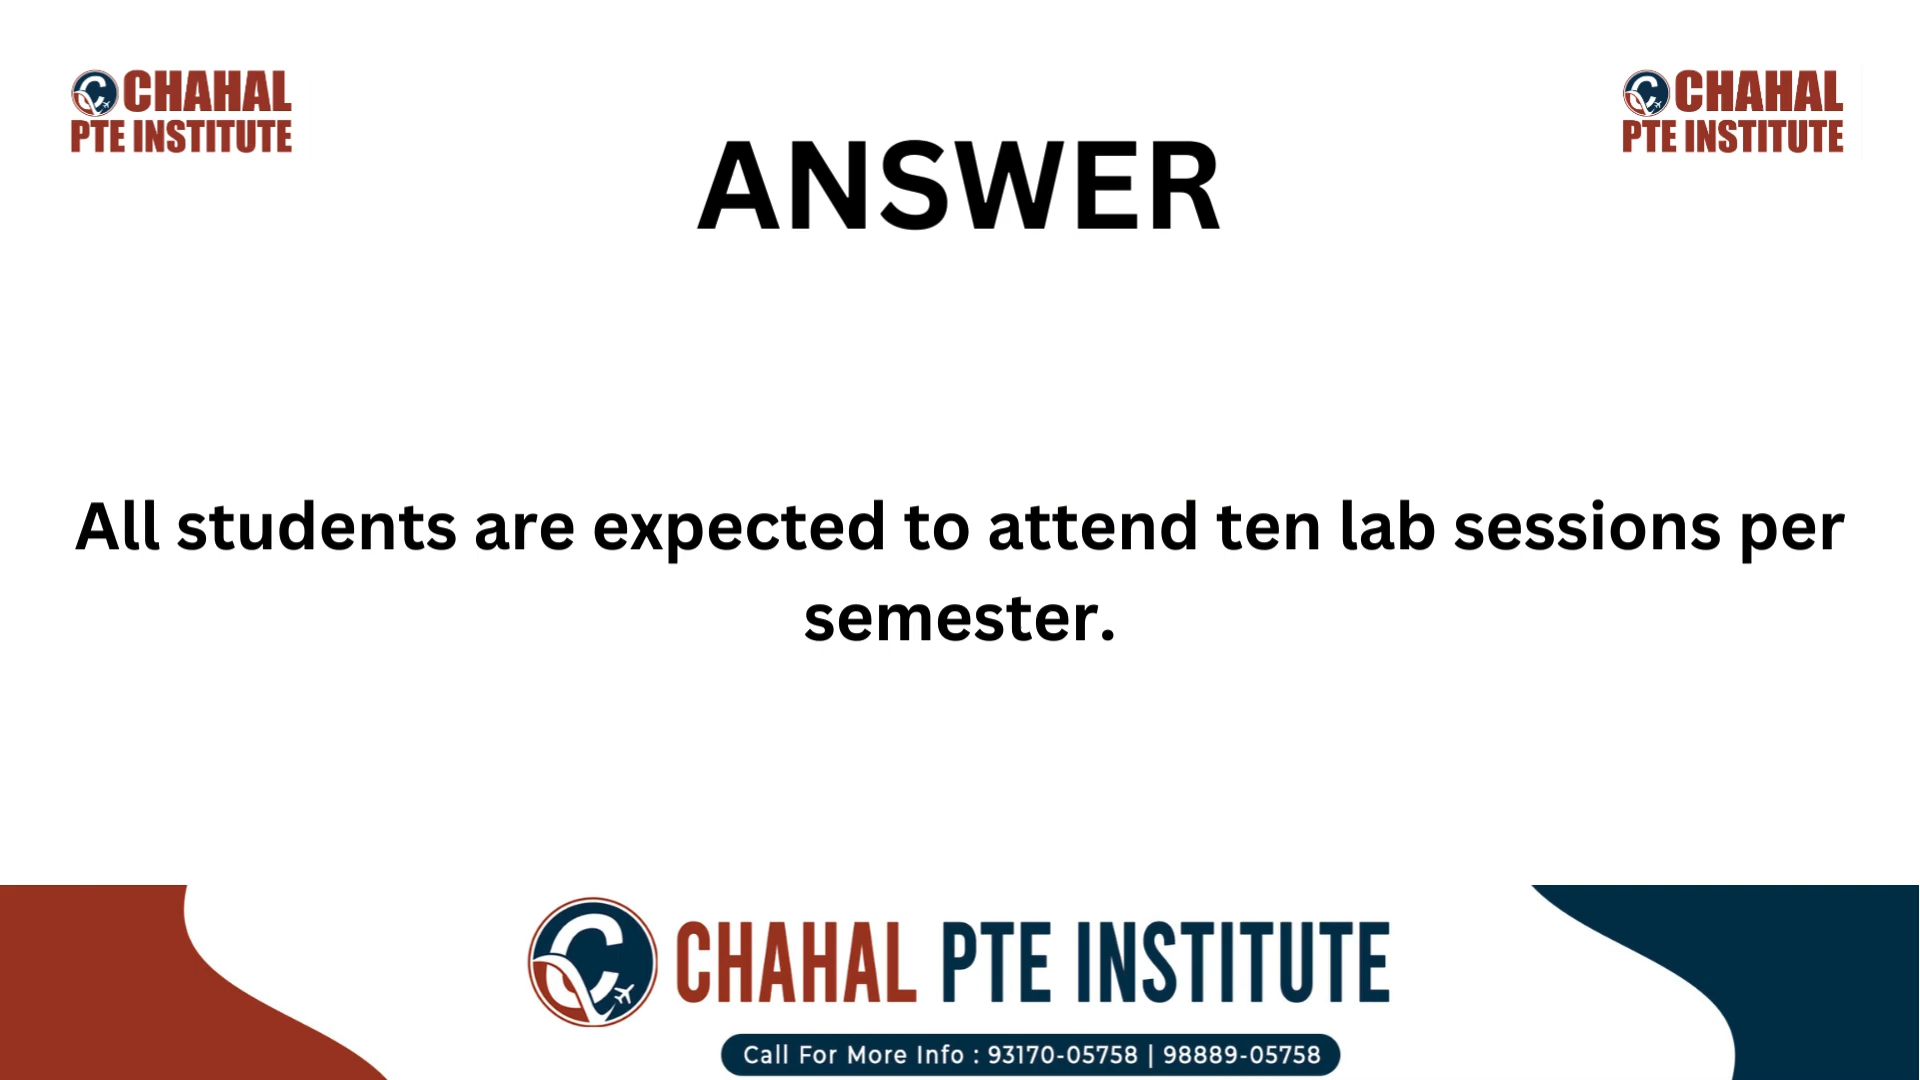 CHAHAL
PTE INSTITUTE
CHAHAL
PTE INSTITUTE
ANSWER
All students are expected to attend ten lab sessions per
semester.
CHAHAL PTE INSTITUTE
Call For More Info : 93170-05758 | 98889-05758